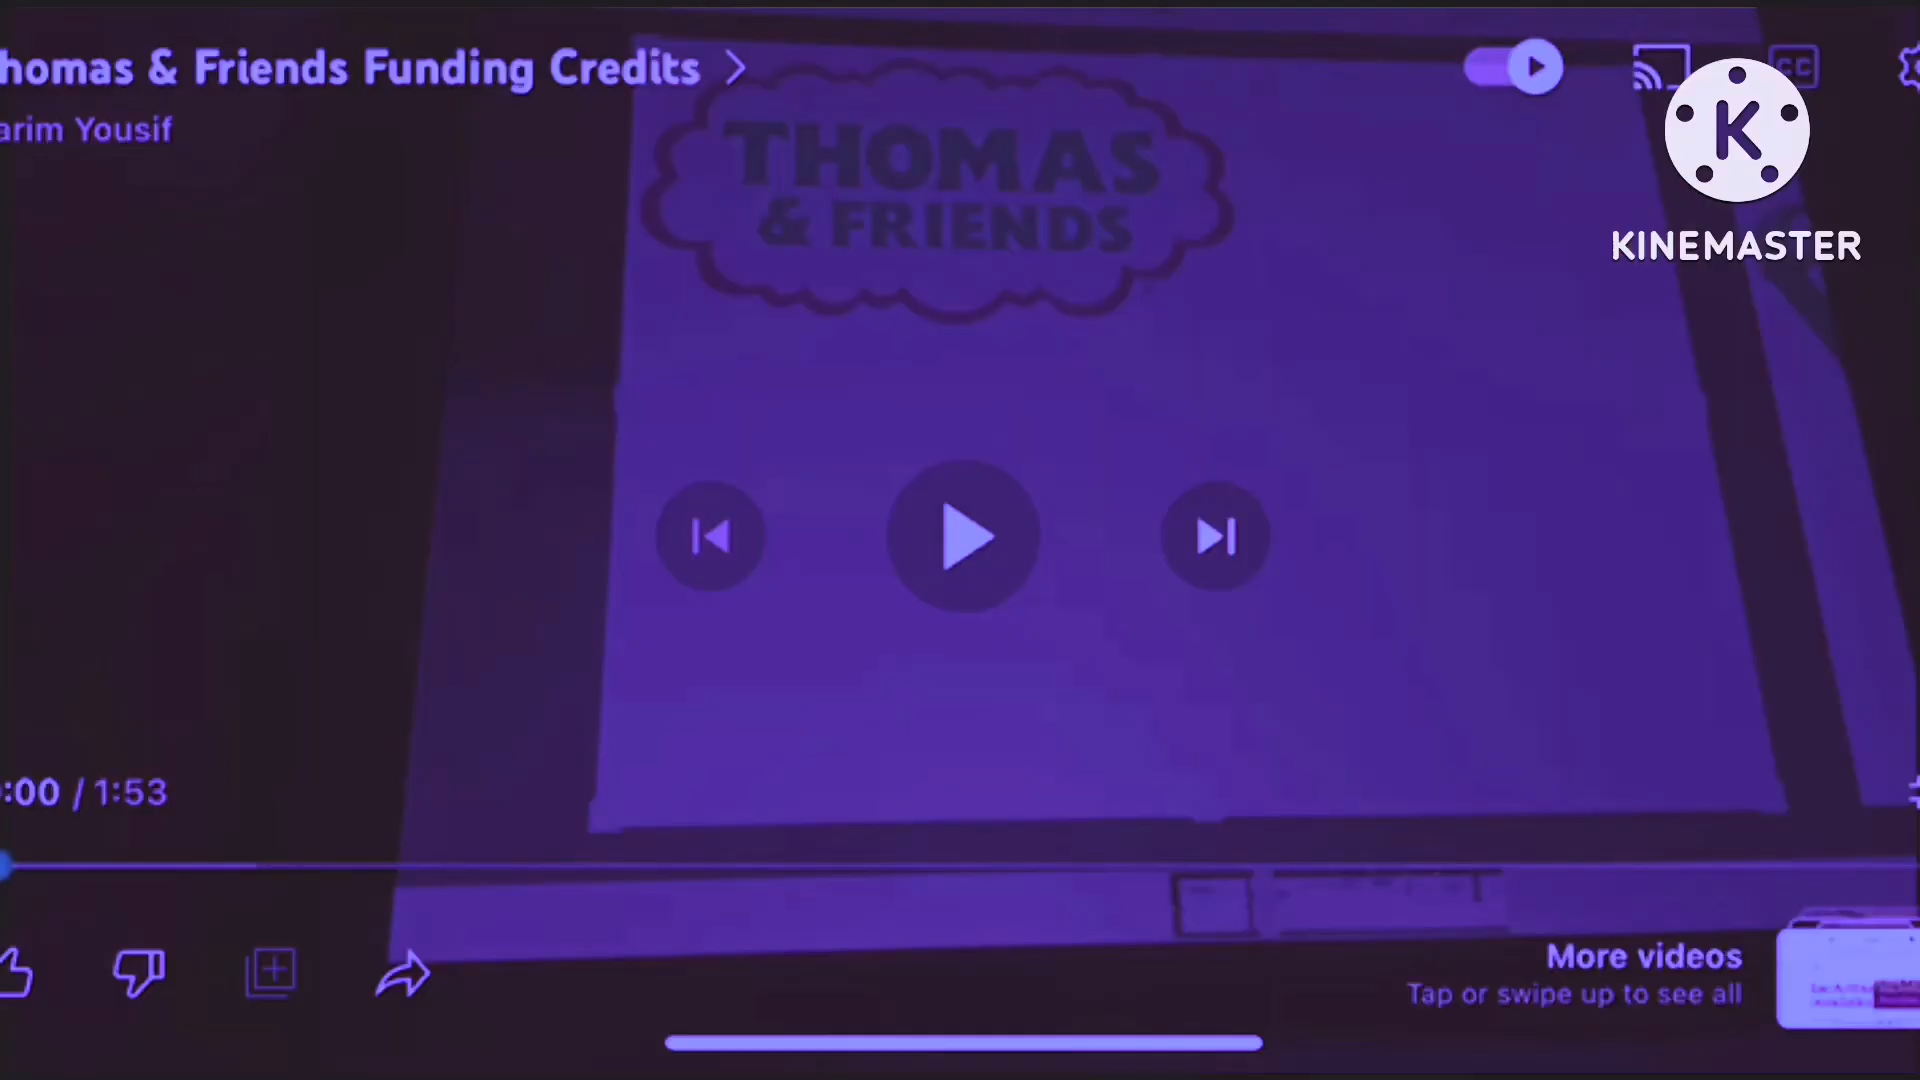 homas & Friends Funding Credits
arim Yousif
CC
THOMAS
& FRIENDS
K
KINEMASTER
:00 / 1:53
More videos
Tap or swipe up to see all